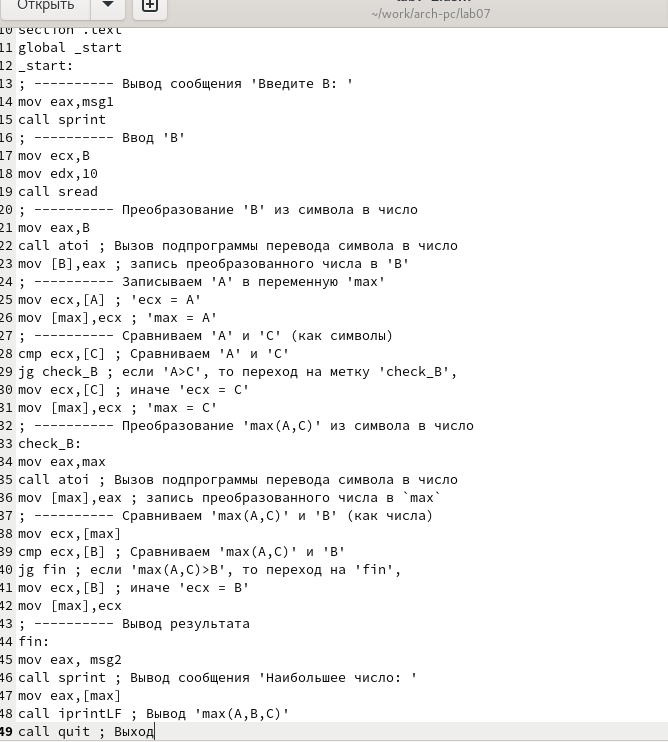 Открыть
~/work/arch-pc/lab07
10 section .text
11 global _start
12 _start:
13 ; ---------- Вывод сообщения 'Введите B: '
14 mov eax,msg1
15 call sprint
16 ; ---------- Ввод 'B'
17 mov ecx,B
18 mov edx,10
19 call sread
20 ; ---------- Преобразование 'B' из символа в число
21 mov eax,B
22 call atoi ; Вызов подпрограммы перевода символа в число
23 mov [B],eax ; запись преобразованного числа в 'B'
24 ; ---------- Записываем 'A' в переменную 'max'
25 mov ecx,[A] ; 'ecx = A'
26 mov [max],ecx ; 'max = A'
27 ; ---------- Сравниваем 'A' и 'С' (как символы)
28 cmp ecx,[C] ; Сравниваем 'A' и 'С'
29 jg check_B ; если 'A>C', то переход на метку 'check_B',
30 mov ecx,[C] ; иначе 'ecx = C'
31 mov [max],ecx ; 'max = C'
32 ; ---------- Преобразование 'max(A,C)' из символа в число
33 check_B:
34 mov eax,max
35 call atoi ; Вызов подпрограммы перевода символа в число
36 mov [max],eax ; запись преобразованного числа в `max`
37 ; ---------- Сравниваем 'max(A,C)' и 'B' (как числа)
38 mov ecx,[max]
39 cmp ecx,[B] ; Сравниваем 'max(A,C)' и 'B'
40 jg fin ; если 'max(A,C)>B', то переход на 'fin',
41 mov ecx,[B] ; иначе 'ecx = B'
42 mov [max],ecx
43 ; ---------- Вывод результата
44 fin:
45 mov eax, msg2
46 call sprint ; Вывод сообщения 'Наибольшее число: '
47 mov eax,[max]
48 call iprintLF ; Вывод 'max(A,B,C)'
49 call quit ; Выход